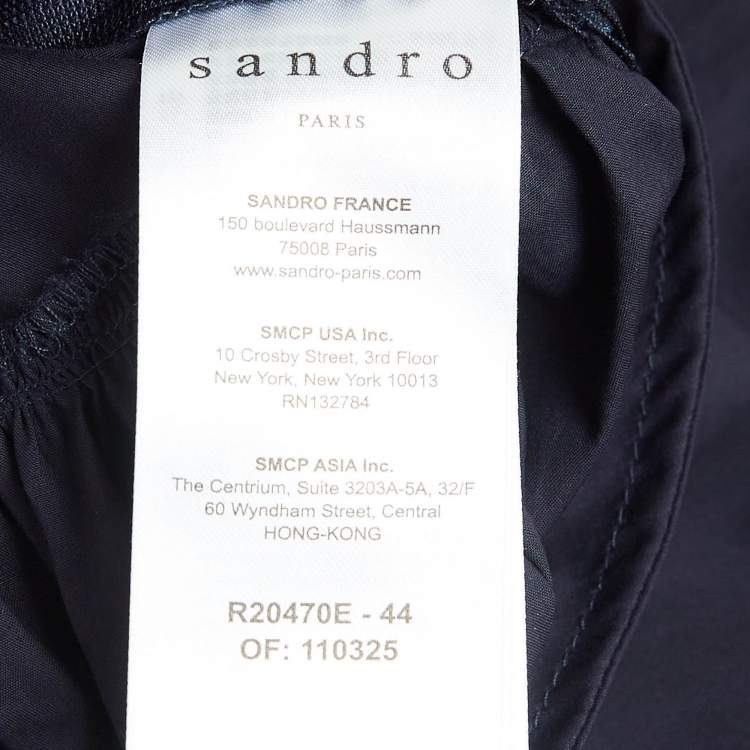 sandro
PARIS
SANDRO FRANCE
150 boulevard Haussmann
75008 Paris
www.sandro-paris.com
SMCP USA Inc.
10 Crosby Street, 3rd Floor
New York, New York 10013
RN132784
SMCP ASIA Inc.
The Centrium, Suite 3203A-5A, 32/F
60 Wyndham Street, Central
HONG-KONG
R20470E - 44
OF: 110325